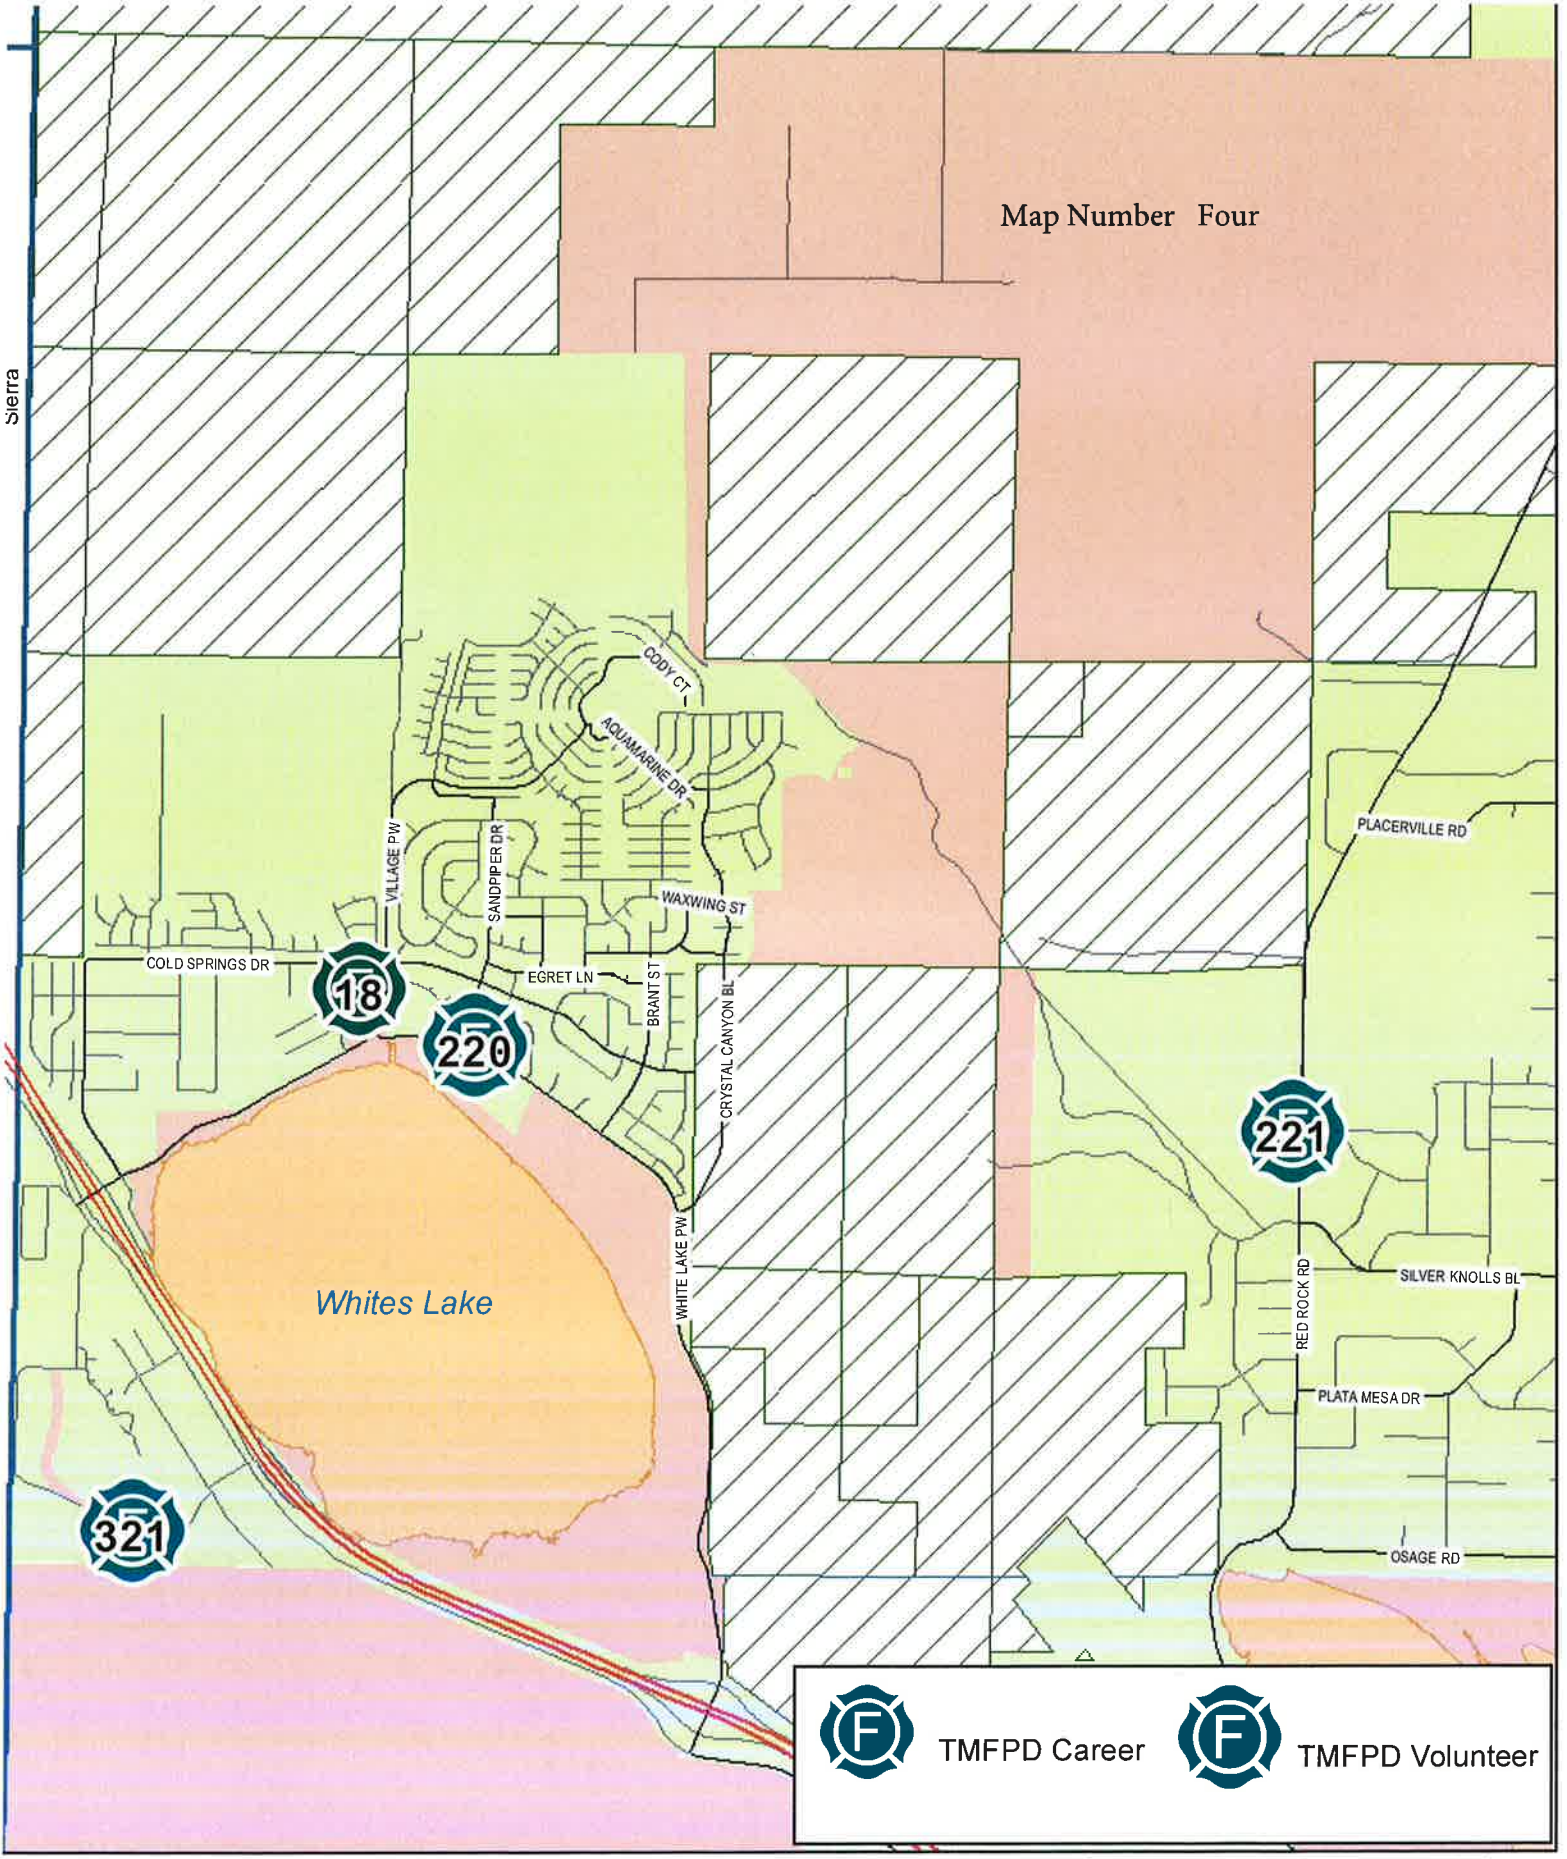 Map Number Four
Sierra
CODY CT
AQUAMARINE DR
VILLAGE PW
SANDPIPER DR
PLACERVILLE RD
WAXWING ST
COLD SPRINGS DR
EGRET LN
BRANT ST
CRYSTAL CANYON BL
18
220
221
WHITE LAKE PW
Whites Lake
RED ROCK RD
SILVER KNOLLS BL
PLATA MESA DR
321
OSAGE RD
F TMFPD Career
F TMFPD Volunteer